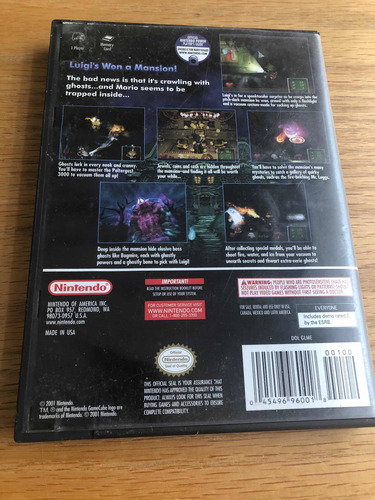 1 Player
Memory
Card
Luigi's Won a Mansion!
The bad news is that it's crawling with
ghosts...and Mario seems to be
trapped inside...
Luigi's in for a spooktacular surprise as he creeps into the
pitch-dark mansion he won, armed with only a flashlight
and a vacuum custom-made for sucking up ghosts.
Ghosts lurk in every nook and cranny.
You'll have to master the Poltergust
3000 to vacuum them all up!
Jewels, coins and cash are hidden throughout
the mansion—and finding it all will be worth
your while...
You'll have to solve the mansion's many
mysteries to catch a gallery of quirky
ghosts, such as the fire-belching Mr. Luggs.
Deep inside the mansion hide elusive boss
ghosts like Bogmire, each with ghastly
powers and a ghostly bone to pick with Luigi!
After collecting special medals, you'll be able to
shoot fire, water, and ice from your vacuum to
unearth secrets and thwart extra-eerie ghosts!
Nintendo
NINTENDO OF AMERICA INC.
PO BOX 957, REDMOND, WA
98073-0957 U.S.A.
www.nintendo.com
MADE IN USA
IMPORTANT!
READ THE INSTRUCTION BOOKLET BEFORE
SETUP OR USE OF YOUR SYSTEM.
FOR CUSTOMER SERVICE VISIT
WWW.NINTENDO.COM
OR CALL 1-800-255-3700
WARNING:
EVERYONE
Includes demo rated
by the ESRB.
DOL GLME
Official
Nintendo
Seal of Quality
THIS OFFICIAL SEAL IS YOUR ASSURANCE THAT
NINTENDO HAS APPROVED THE QUALITY OF THIS
PRODUCT. ALWAYS LOOK FOR THIS SEAL WHEN
BUYING GAMES AND ACCESSORIES TO ENSURE
COMPLETE COMPATIBILITY.
© 2001 Nintendo.
TM, ® and the Nintendo GameCube logo are
trademarks of Nintendo. © 2001 Nintendo.
00100
0 45496 96001 8